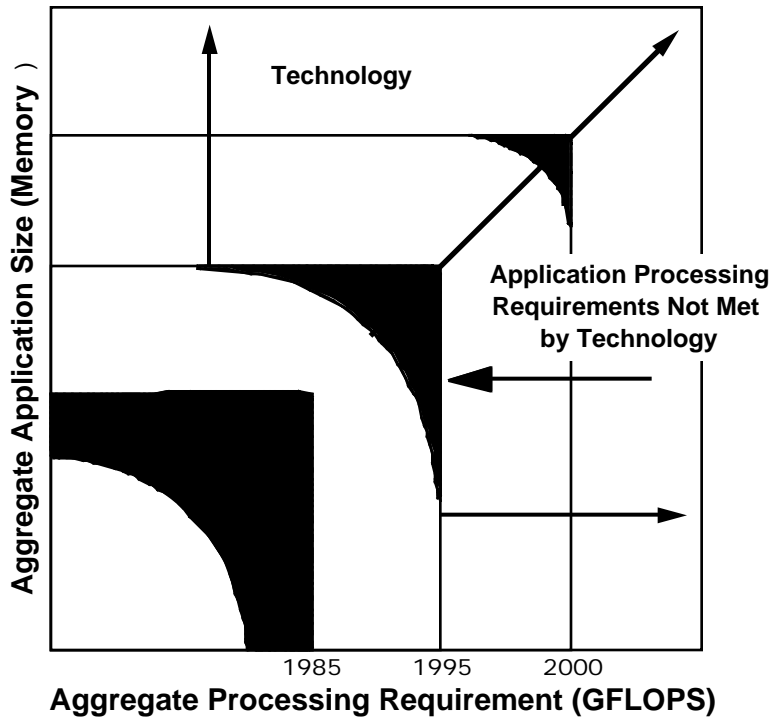 Technology
Aggregate Application Size (Memory )
Application Processing
Requirements Not Met
by Technology
1985 1995 2000
Aggregate Processing Requirement (GFLOPS)